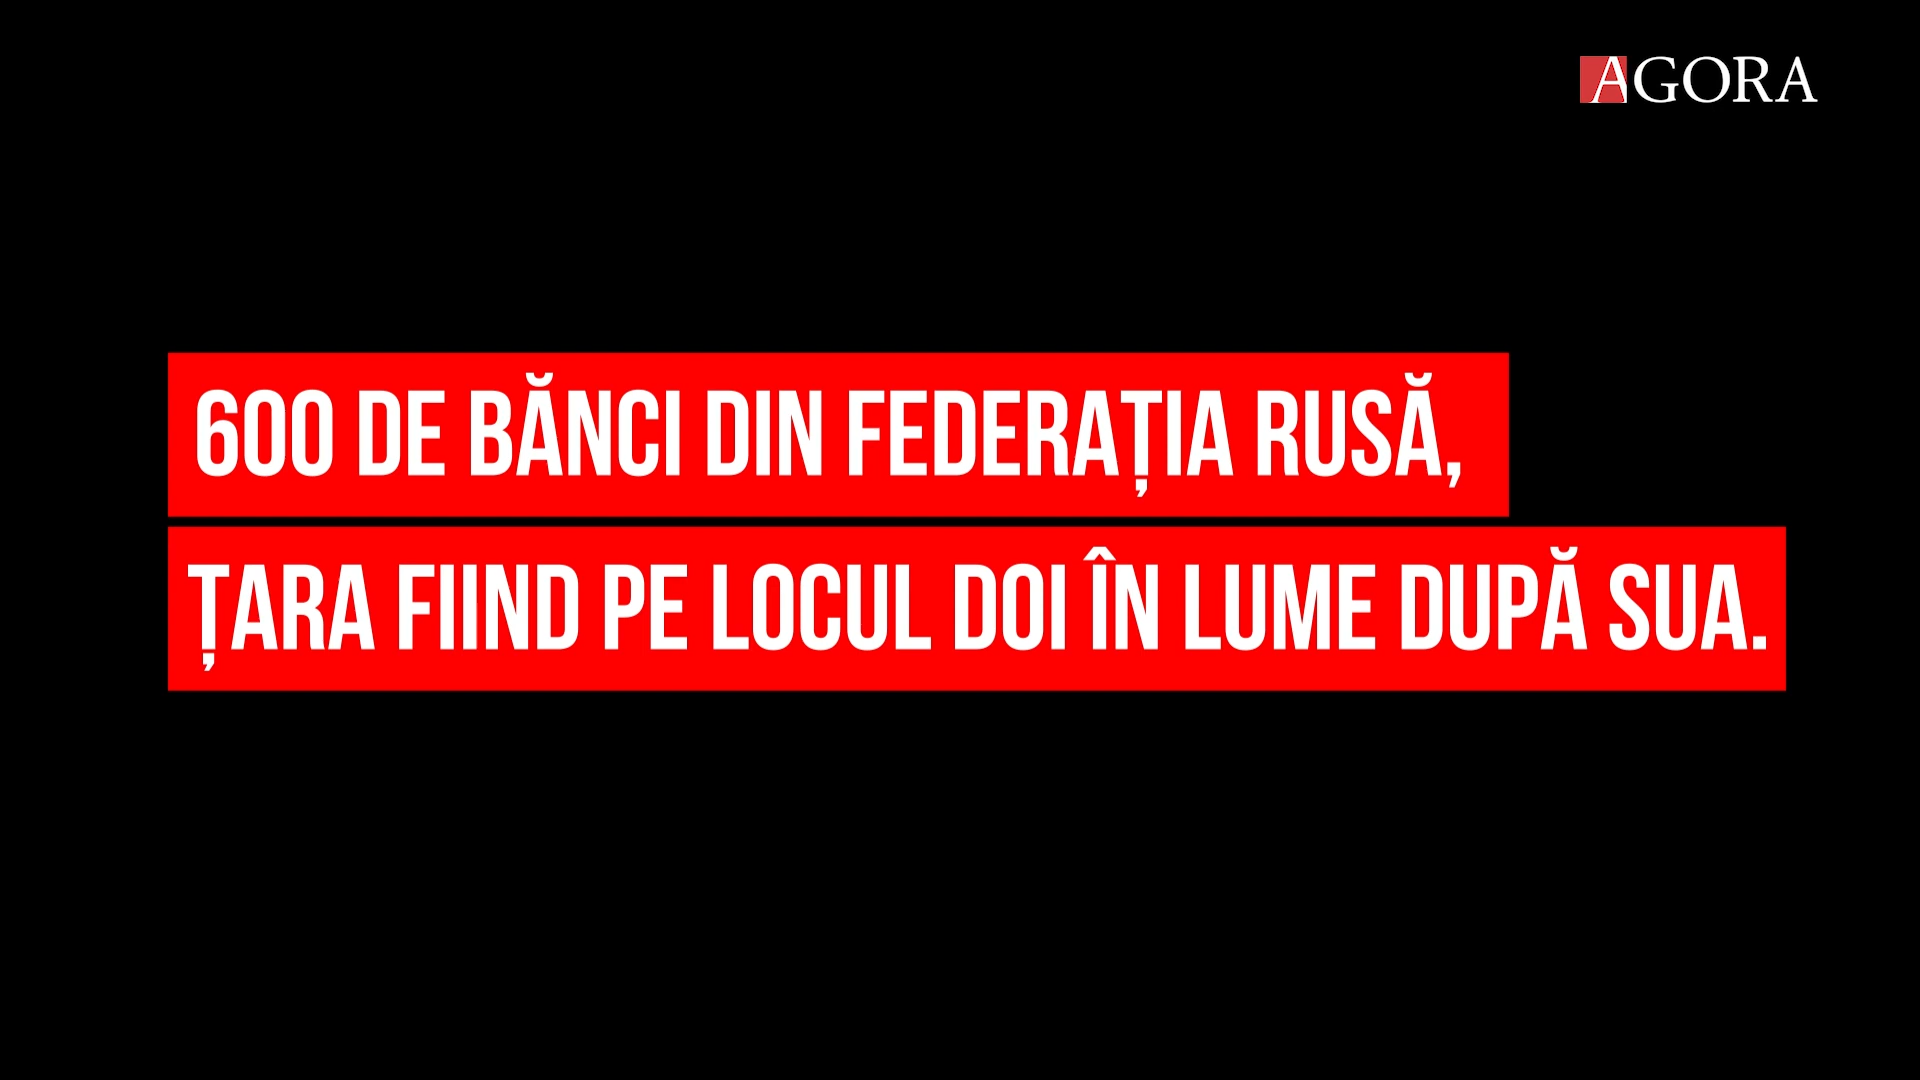 AGORA
600 DE BĂNCI DIN FEDERAȚIA RUSĂ,
ȚARA FIIND PE LOCUL DOI ÎN LUME DUPĂ SUA.